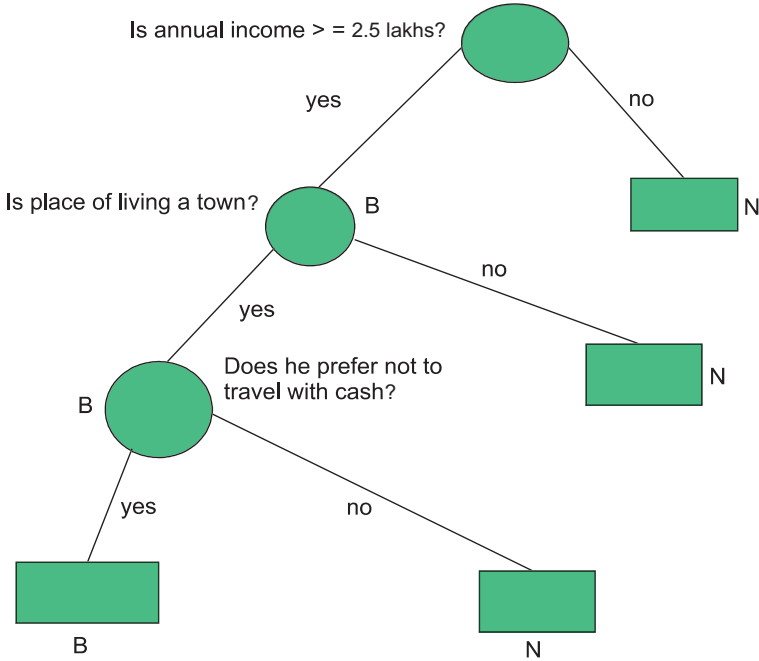 Is annual income > = 2.5 lakhs?
yes
no
Is place of living a town?
B
N
no
yes
Does he prefer not to
travel with cash?
N
B
yes
no
B
N